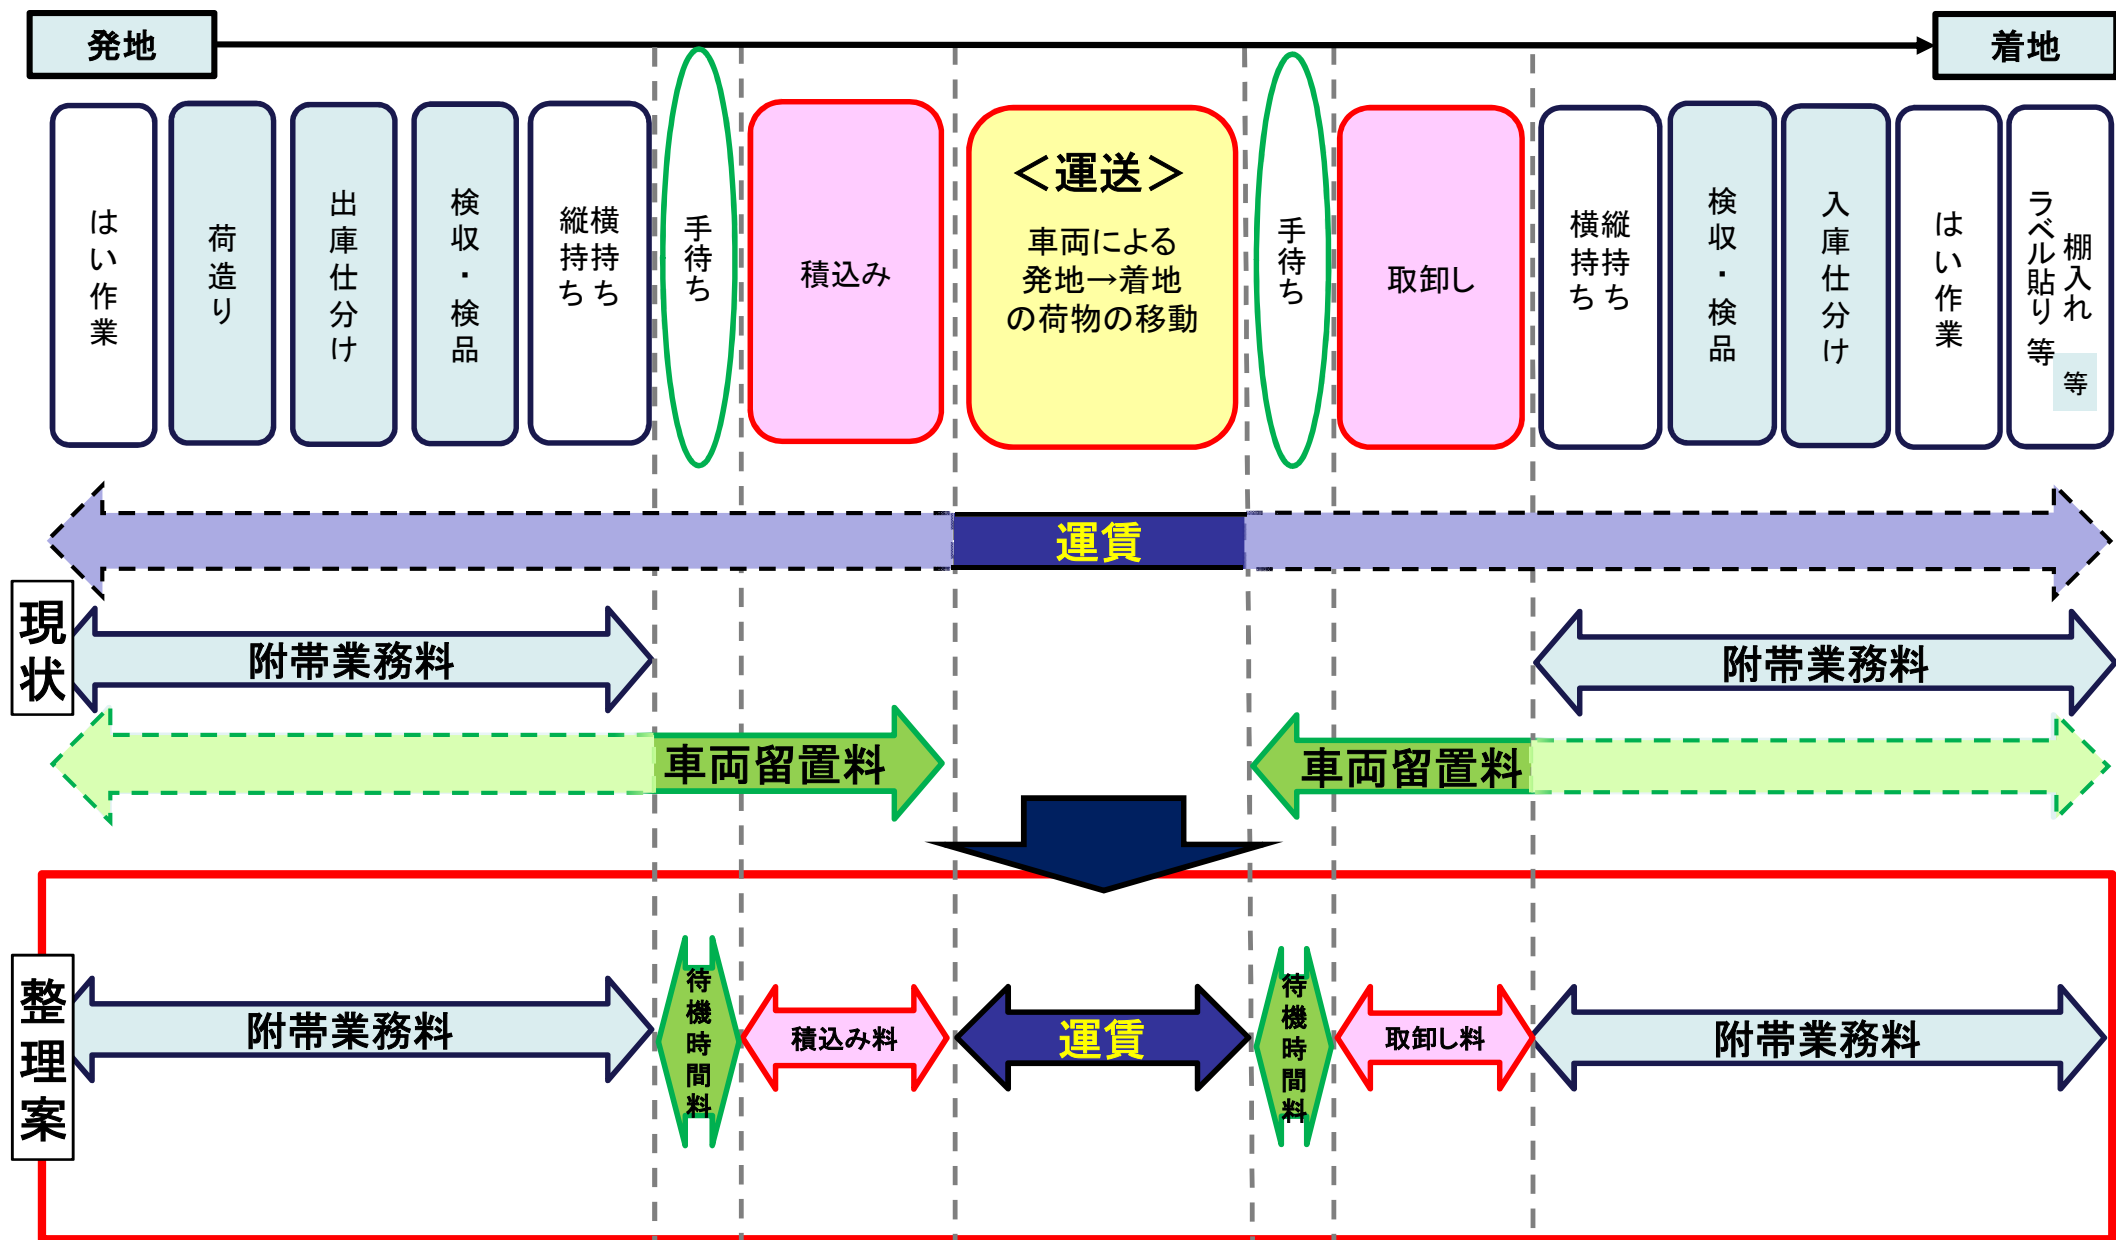 発地
着地
はい作業
荷造り
出庫仕分け
検収・検品
横持ち
縦持ち
手待ち
積込み
＜運送＞
車両による
発地→着地
の荷物の移動
手待ち
取卸し
縦持ち
横持ち
検収・検品
入庫仕分け
はい作業
棚入れ
ラベル貼り 等
等
運賃
現状
附帯業務料
附帯業務料
車両留置料
車両留置料
整理案
附帯業務料
待機時間料
積込み料
運賃
待機時間料
取卸し料
附帯業務料